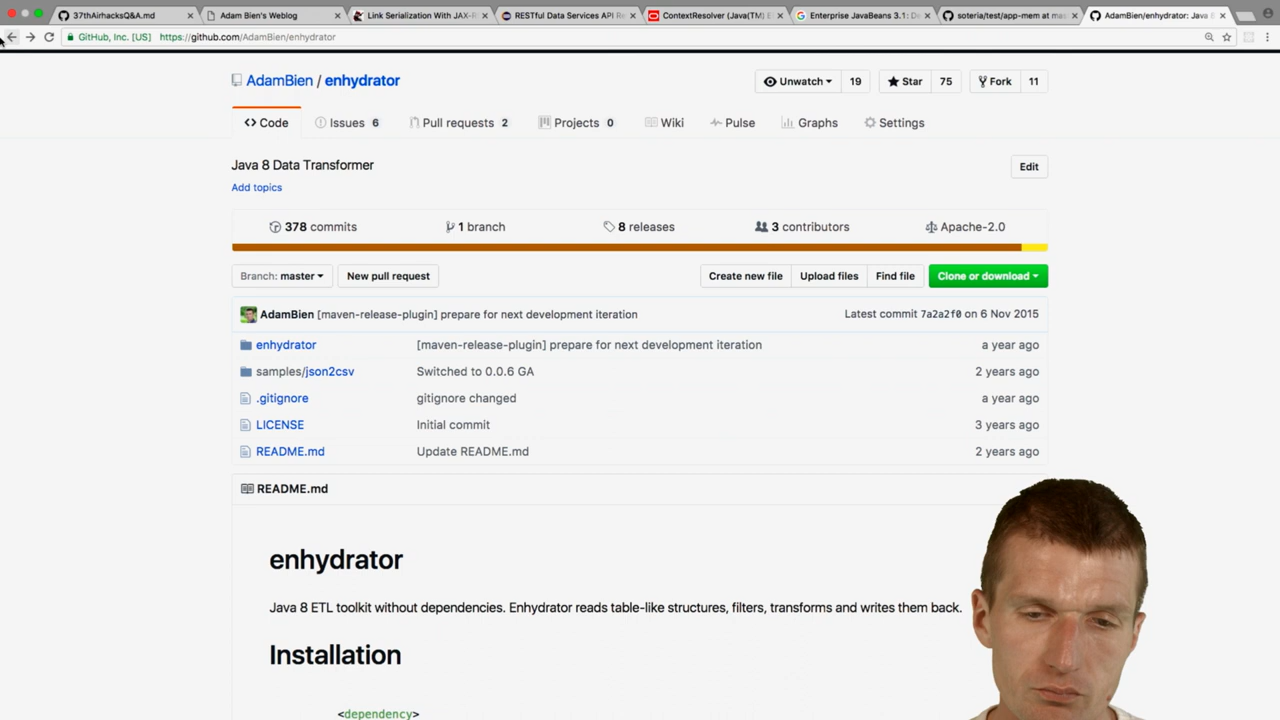 37thAirhacksQ&A.md
Adam Bien's Weblog
Link Serialization With JAX-R
RESTful Data Services API R
ContextResolver (Java(TM) E
Enterprise JavaBeans 3.1: De
soteria/test/app-mem at mas
AdamBien/enhydrator: Java 8
GitHub, Inc. [US] https://github.com/AdamBien/enhydrator
AdamBien / enhydrator
Unwatch 19 Star 75 Fork 11
<> Code Issues 6 Pull requests 2 Projects 0 Wiki Pulse Graphs Settings
Java 8 Data Transformer
Edit
Add topics
378 commits 1 branch 8 releases 3 contributors Apache-2.0
Branch: master New pull request Create new file Upload files Find file Clone or download
AdamBien [maven-release-plugin] prepare for next development iteration Latest commit 7a2a2f0 on 6 Nov 2015
enhydrator [maven-release-plugin] prepare for next development iteration a year ago
samples/json2csv Switched to 0.0.6 GA 2 years ago
.gitignore gitignore changed a year ago
LICENSE Initial commit 3 years ago
README.md Update README.md 2 years ago
README.md
enhydrator
Java 8 ETL toolkit without dependencies. Enhydrator reads table-like structures, filters, transforms and writes them back.
Installation
<dependency>